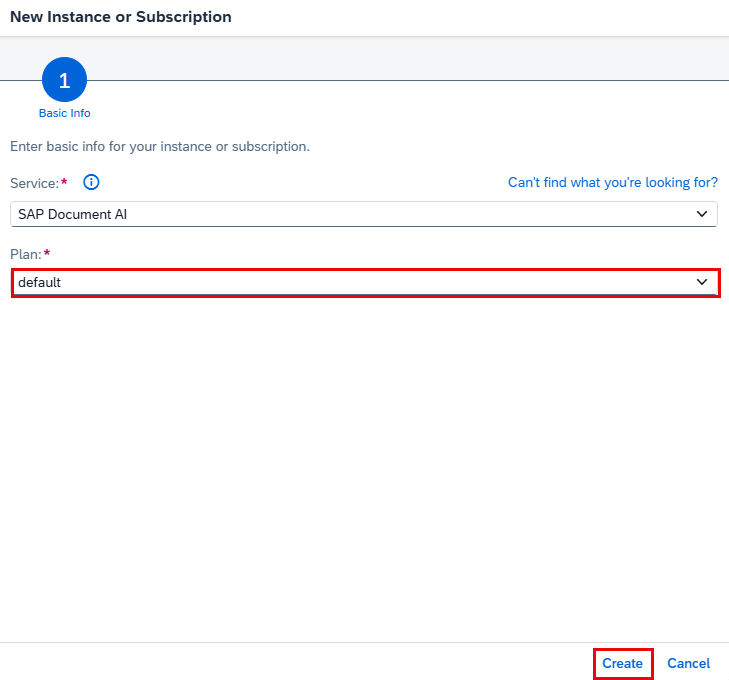 New Instance or Subscription
1
Basic Info
Enter basic info for your instance or subscription.
Service:* Can't find what you're looking for?
SAP Document AI
Plan:*
default
Create Cancel